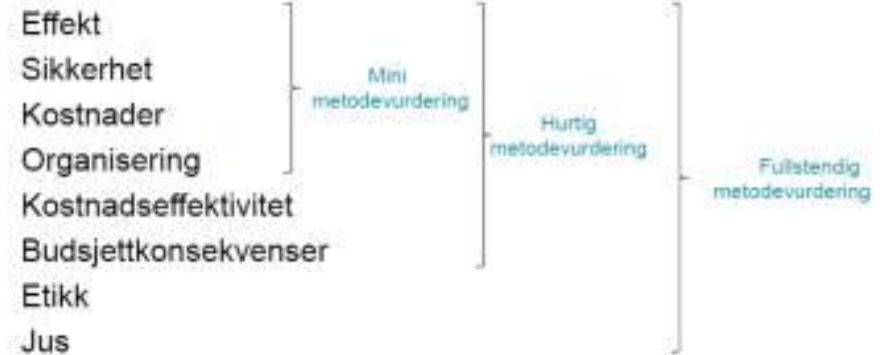 Effekt
Sikkerhet
Kostnader
Organisering
Kostnadseffektivitet
Budsjettkonsekvenser
Etikk
Jus
Mini
metodevurdering
Hurtig
metodevurdering
Fullstendig
metodevurdering